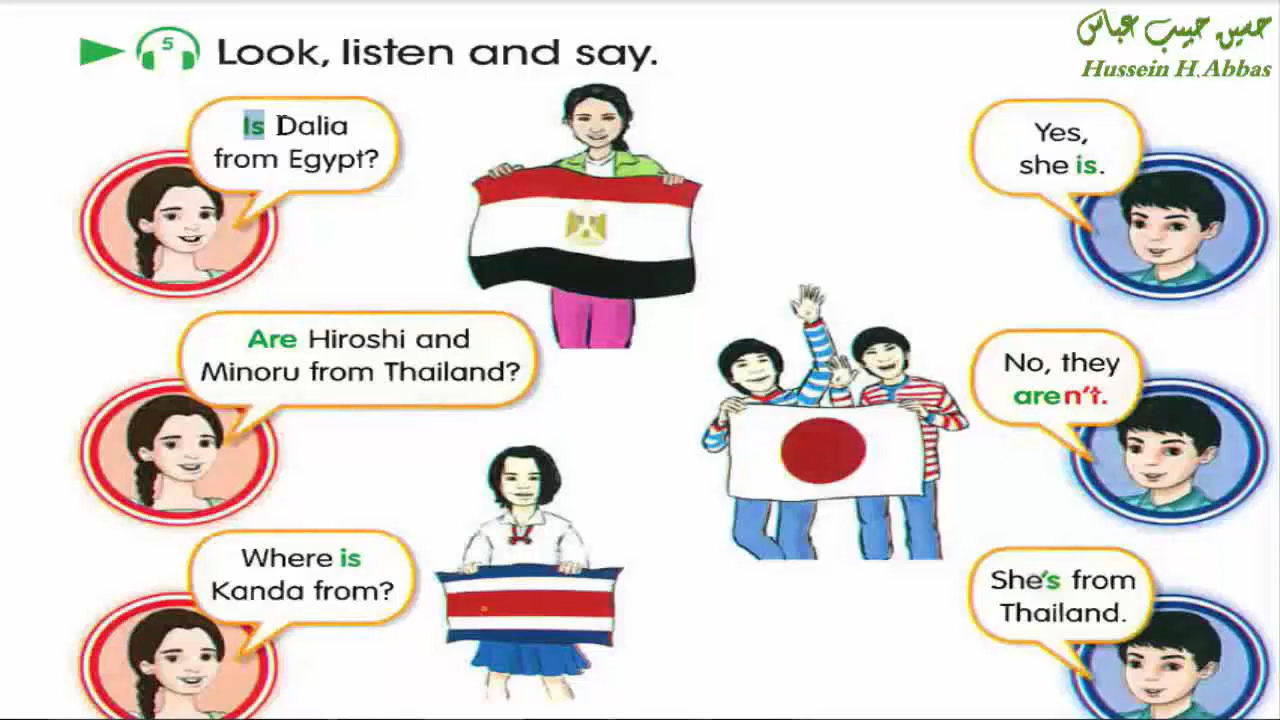 5 Look, listen and say.
حسين حبيب عباس
Hussein H.Abbas
Is Dalia
from Egypt?
Yes,
she is.
Are Hiroshi and
Minoru from Thailand?
No, they
aren't.
Where is
Kanda from?
She's from
Thailand.